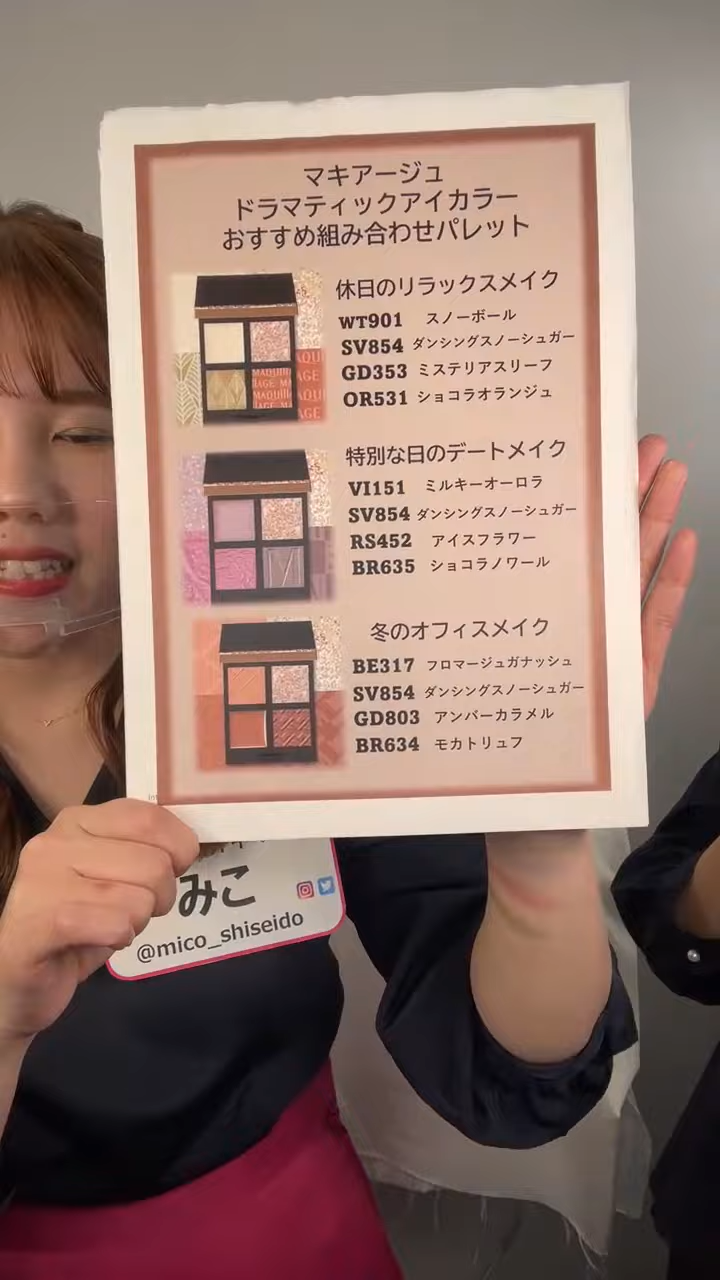 マキアージュ
ドラマティックアイカラー
おすすめ組み合わせパレット
休日のリラックスメイク
WT901 スノーボール
SV854 ダンシングスノーシュガー
GD353 ミステリアスリーフ
OR531 ショコラオランジュ
特別な日のデートメイク
VI151 ミルキーオーロラ
SV854 ダンシングスノーシュガー
RS452 アイスフラワー
BR635 ショコラノワール
冬のオフィスメイク
BE317 フロマージュガナッシュ
SV854 ダンシングスノーシュガー
GD803 アンバーカラメル
BR634 モカトリュフ
みこ
@mico_shiseido